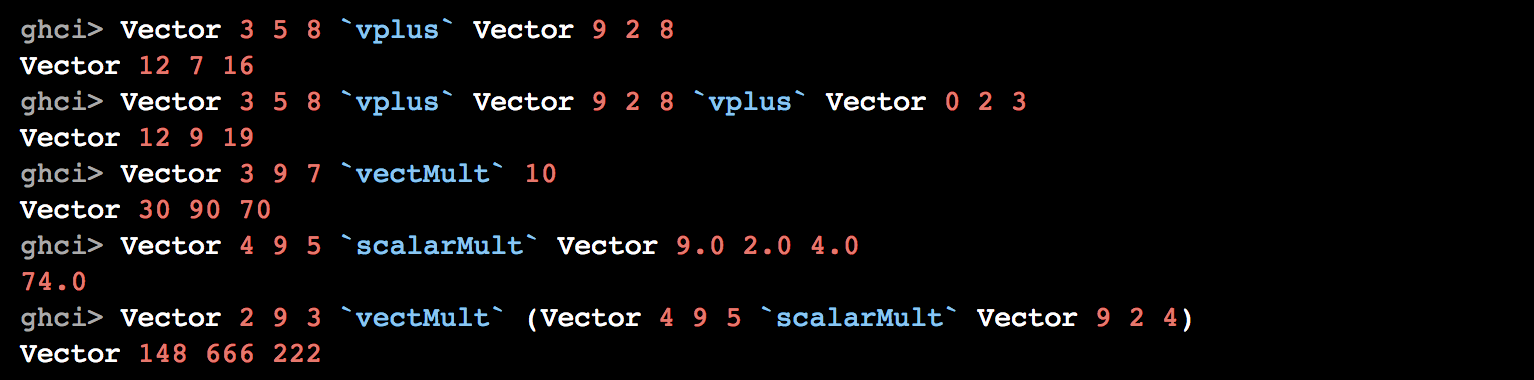 ghci> Vector 3 5 8 `vplus` Vector 9 2 8
Vector 12 7 16
ghci> Vector 3 5 8 `vplus` Vector 9 2 8 `vplus` Vector 0 2 3
Vector 12 9 19
ghci> Vector 3 9 7 `vectMult` 10
Vector 30 90 70
ghci> Vector 4 9 5 `scalarMult` Vector 9.0 2.0 4.0
74.0
ghci> Vector 2 9 3 `vectMult` (Vector 4 9 5 `scalarMult` Vector 9 2 4)
Vector 148 666 222